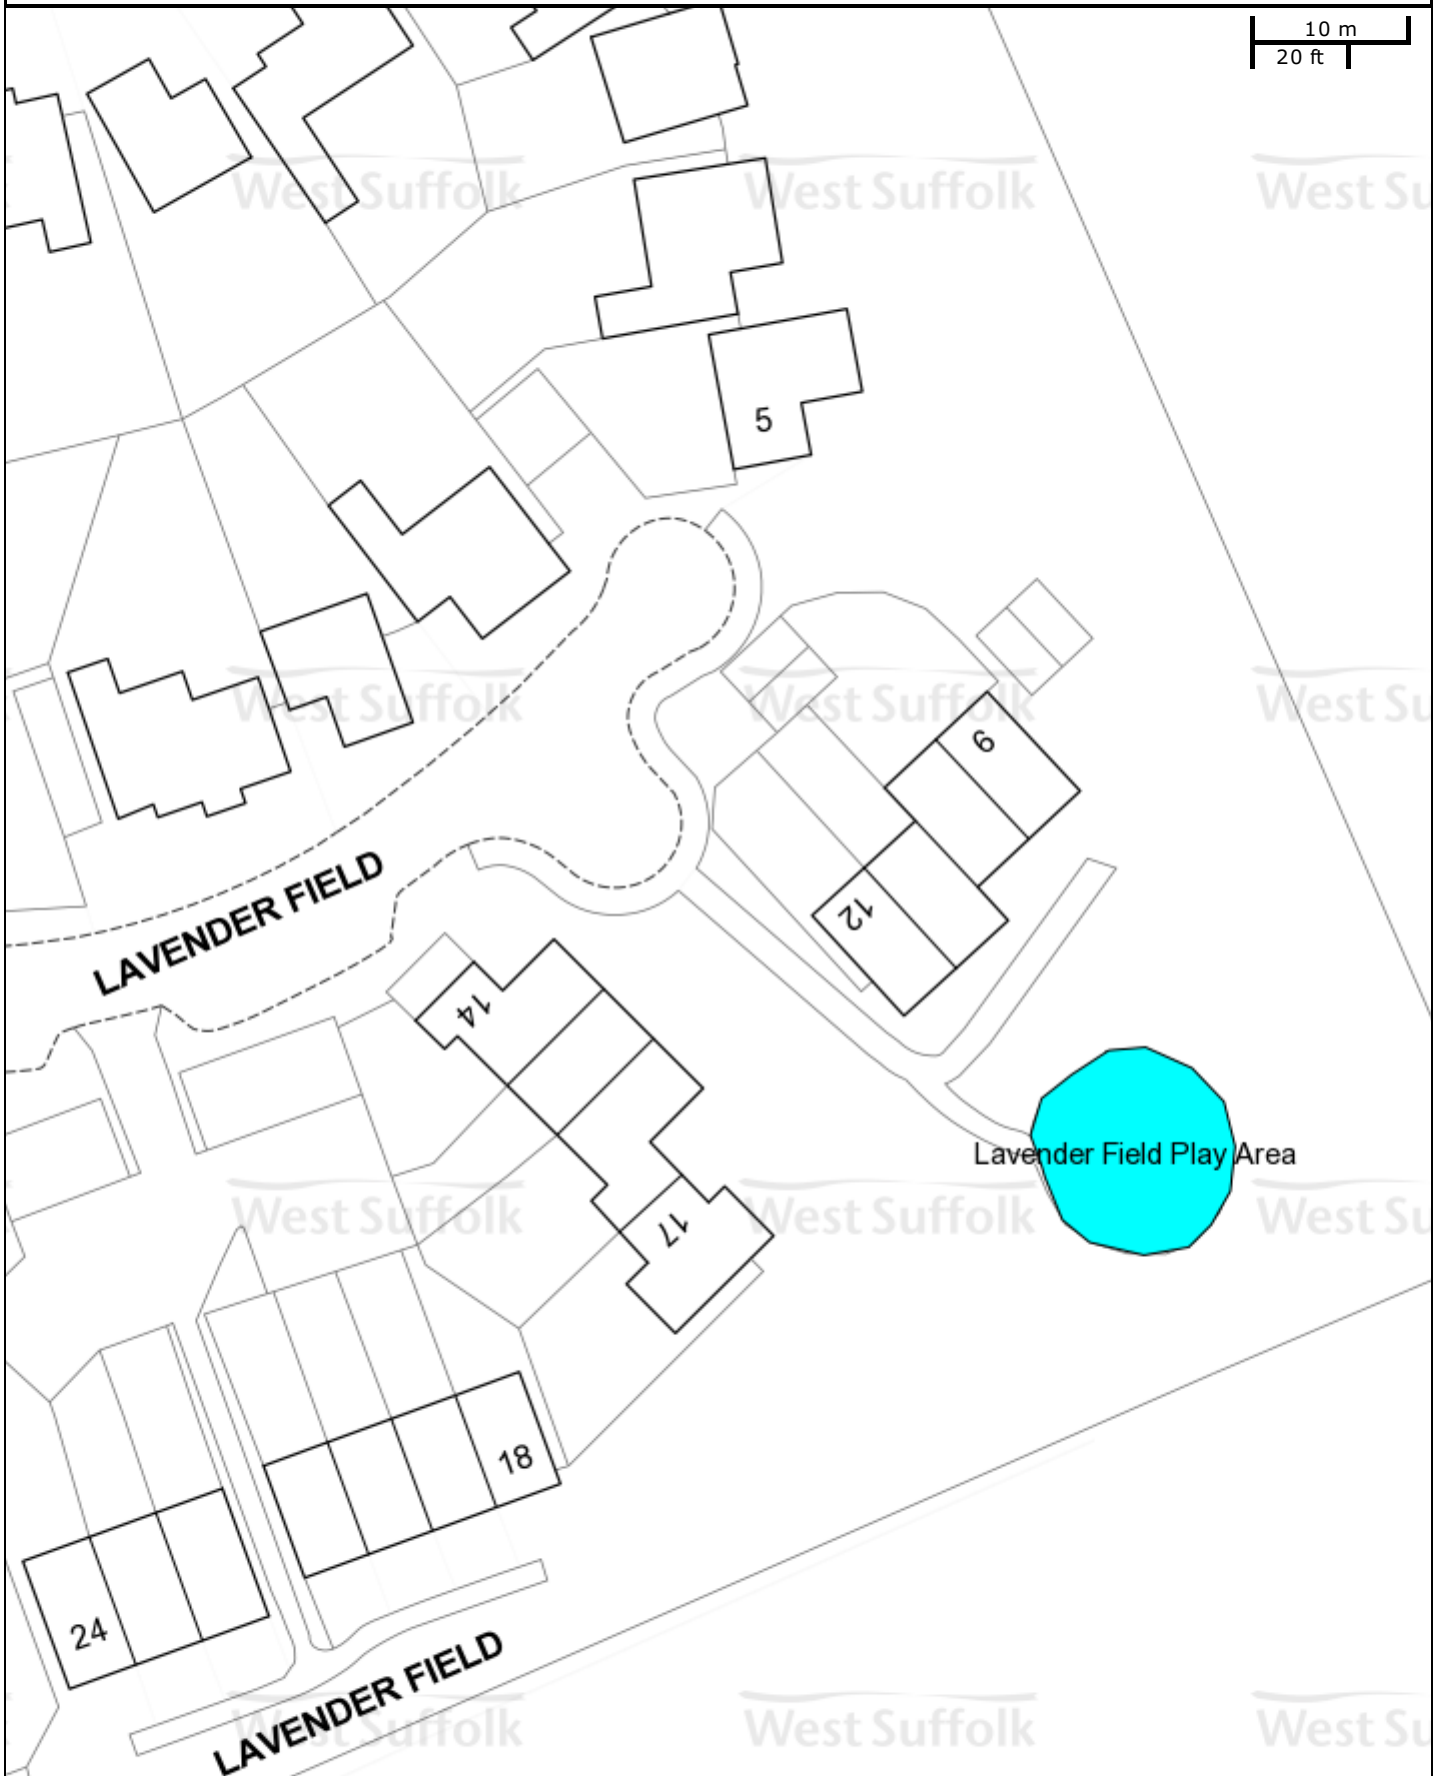 10 m
20 ft
West Suffolk
West Suffolk
West Su
5
9
West Suffolk
West Suffolk
West Su
LAVENDER FIELD
12
14
Lavender Field Play Area
West Suffolk
West Suffolk
West Su
17
18
24
LAVENDER FIELD
West Suffolk
West Suffolk
West Su